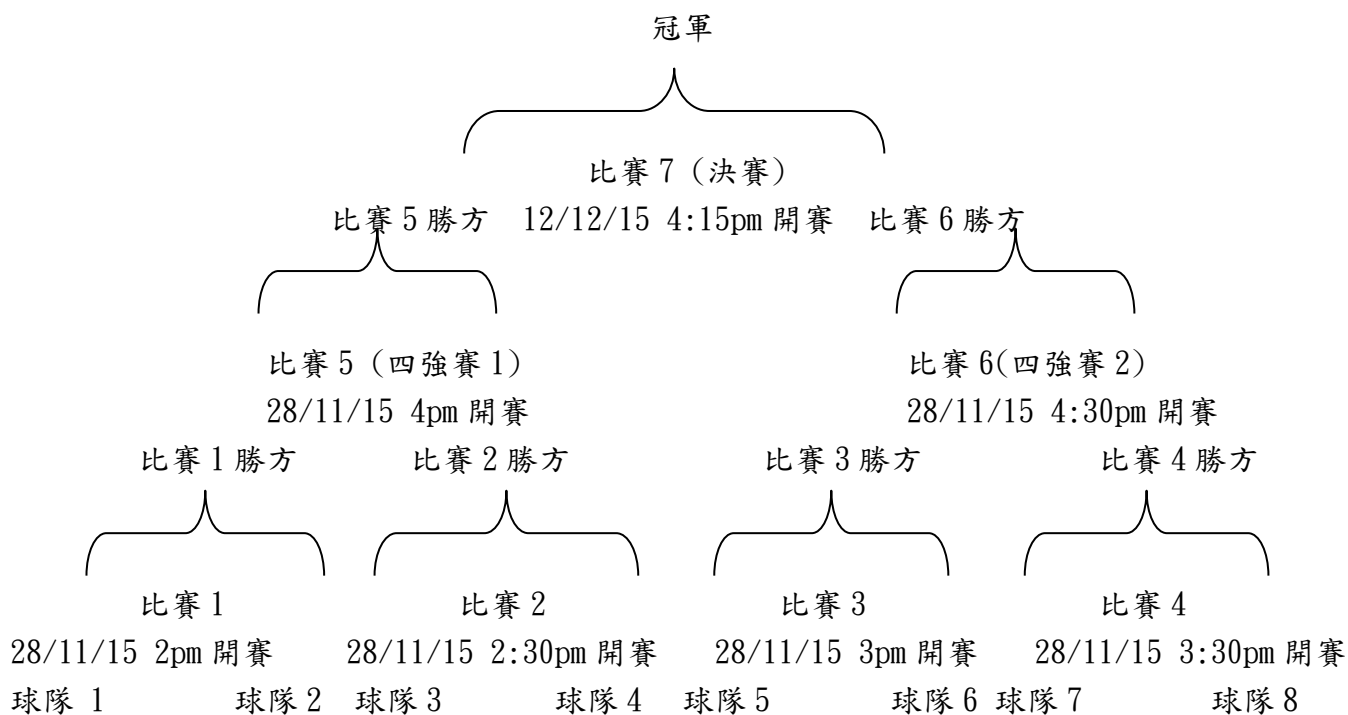 冠軍
比賽 7 (決賽)
比賽 5 勝方 12/12/15 4:15pm 開賽 比賽 6 勝方
比賽 5 (四強賽 1) 比賽 6(四強賽 2)
28/11/15 4pm 開賽 28/11/15 4:30pm 開賽
比賽 1 勝方 比賽 2 勝方 比賽 3 勝方 比賽 4 勝方
比賽 1 比賽 2 比賽 3 比賽 4
28/11/15 2pm 開賽 28/11/15 2:30pm 開賽 28/11/15 3pm 開賽 28/11/15 3:30pm 開賽
球隊 1 球隊 2 球隊 3 球隊 4 球隊 5 球隊 6 球隊 7 球隊 8